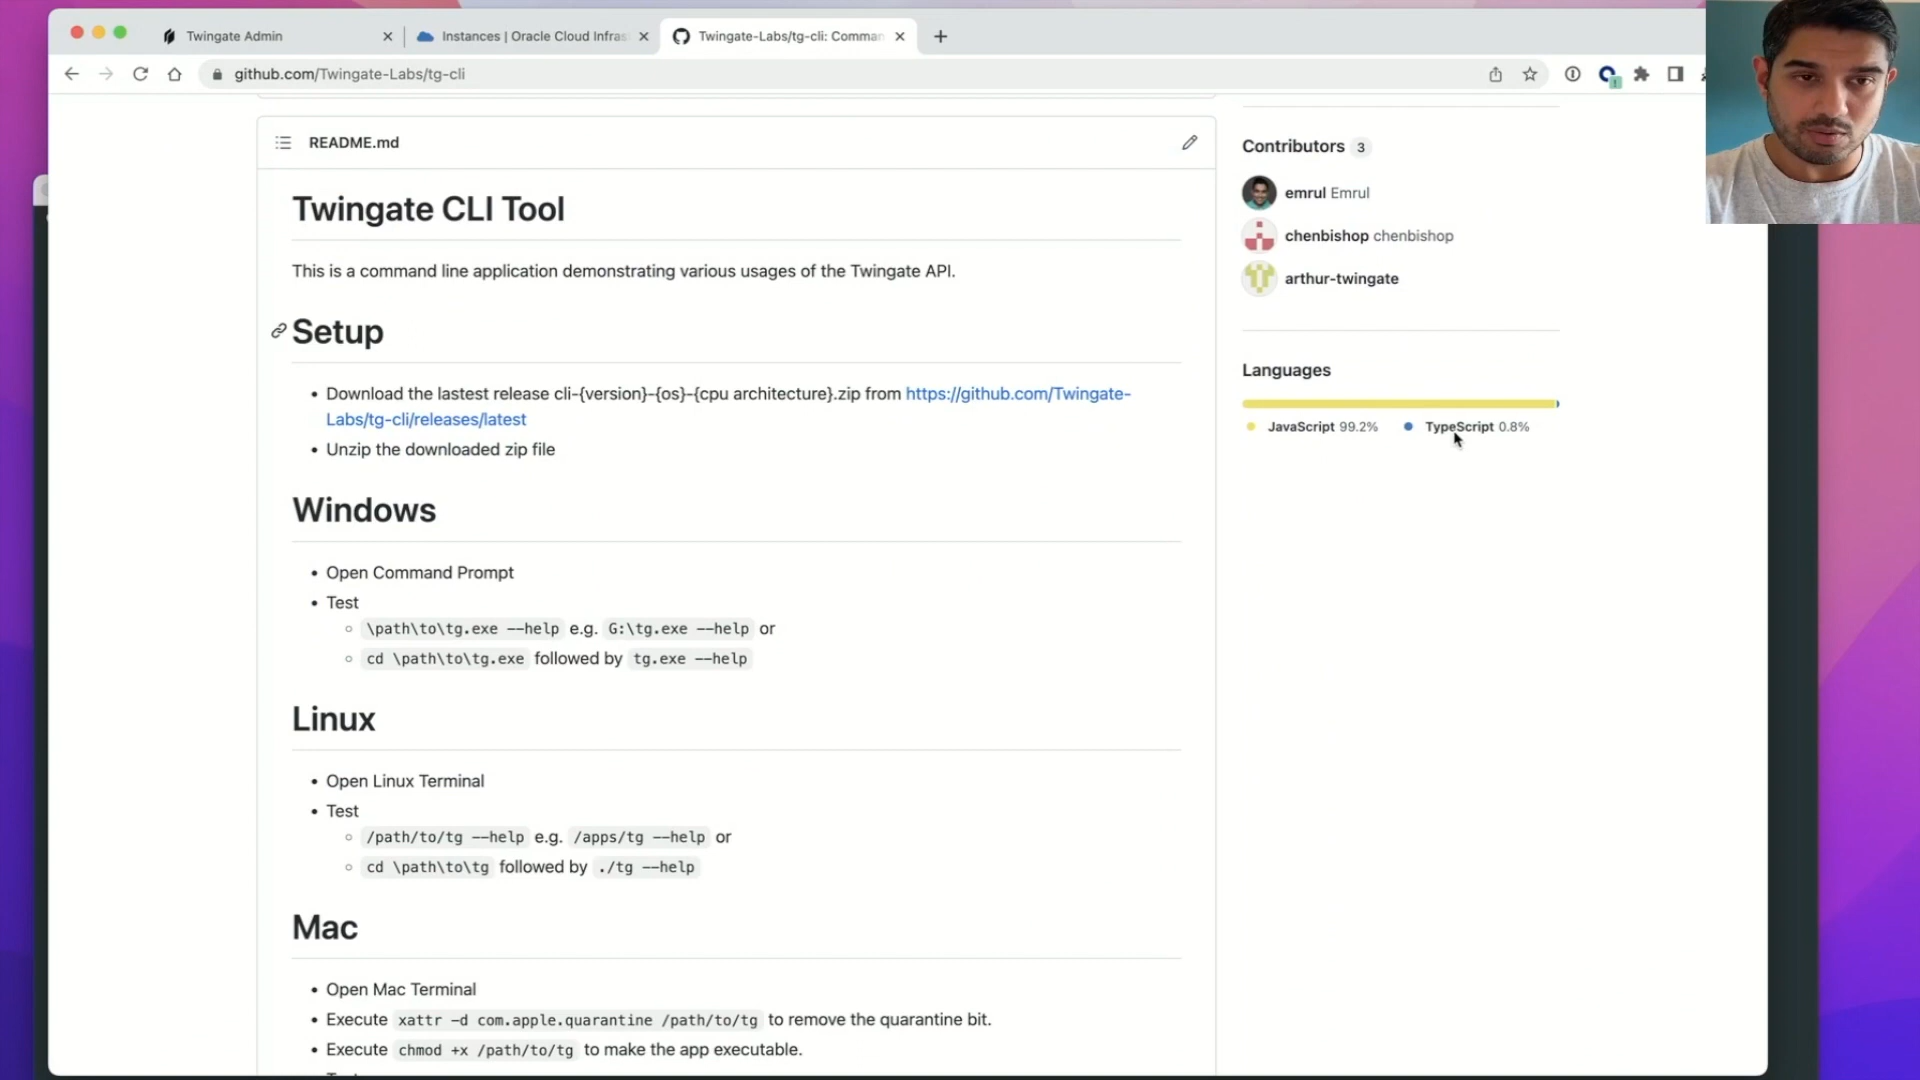 Twingate Admin
Instances | Oracle Cloud Infras
Twingate-Labs/tg-cli: Comman
github.com/Twingate-Labs/tg-cli
README.md
Twingate CLI Tool
This is a command line application demonstrating various usages of the Twingate API.
Setup
• Download the lastest release cli-{version}-{os}-{cpu architecture}.zip from https://github.com/Twingate-
Labs/tg-cli/releases/latest
• Unzip the downloaded zip file
Windows
• Open Command Prompt
• Test
\path\to\tg.exe --help e.g. G:\tg.exe --help or
cd \path\to\tg.exe followed by tg.exe --help
Linux
• Open Linux Terminal
• Test
/path/to/tg --help e.g. /apps/tg --help or
cd \path\to\tg followed by ./tg --help
Mac
• Open Mac Terminal
• Execute xattr -d com.apple.quarantine /path/to/tg to remove the quarantine bit.
• Execute chmod +x /path/to/tg to make the app executable.
Contributors 3
emrul Emrul
chenbishop chenbishop
arthur-twingate
Languages
JavaScript 99.2%
TypeScript 0.8%